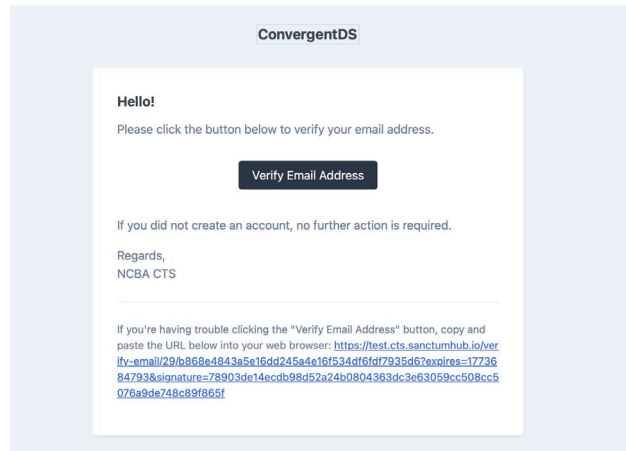 ConvergentDS
Hello!
Please click the button below to verify your email address.
Verify Email Address
If you did not create an account, no further action is required.
Regards,
NCBA CTS
If you're having trouble clicking the "Verify Email Address" button, copy and
paste the URL below into your web browser: https://test.cts.sanctumhub.io/ver
ify-email/29/b868e4843a5e16dd245a4e16f534df6fdf7935d6?expires=17736
84793&signature=78903de14ecdb98d52a24b0804363dc3e63059cc508cc5
076a9de748c89f865f